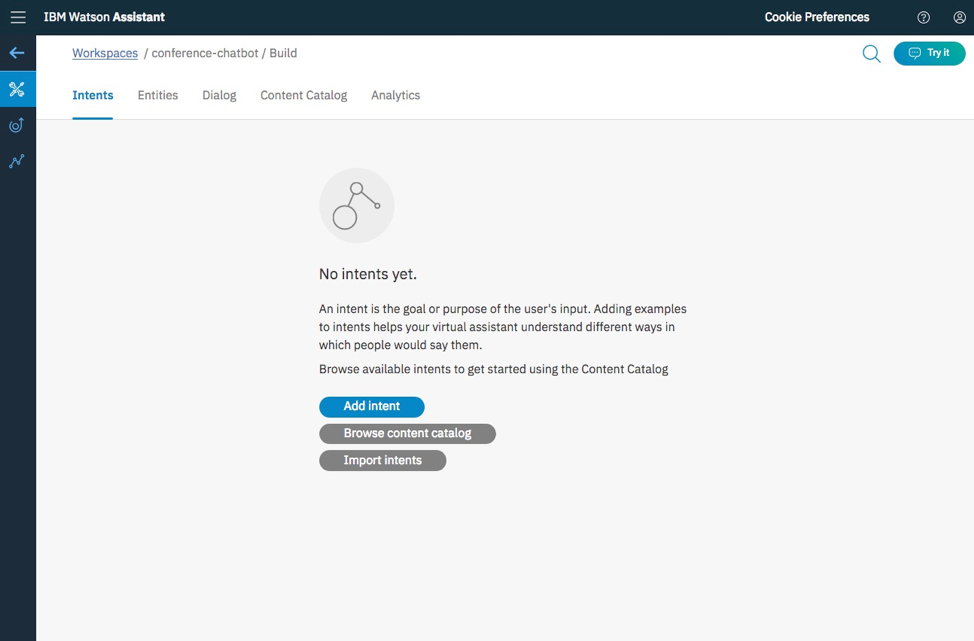 IBM Watson Assistant
Cookie Preferences
Workspaces / conference-chatbot / Build
Try it
Intents Entities Dialog Content Catalog Analytics
No intents yet.
An intent is the goal or purpose of the user's input. Adding examples
to intents helps your virtual assistant understand different ways in
which people would say them.
Browse available intents to get started using the Content Catalog
Add intent
Browse content catalog
Import intents